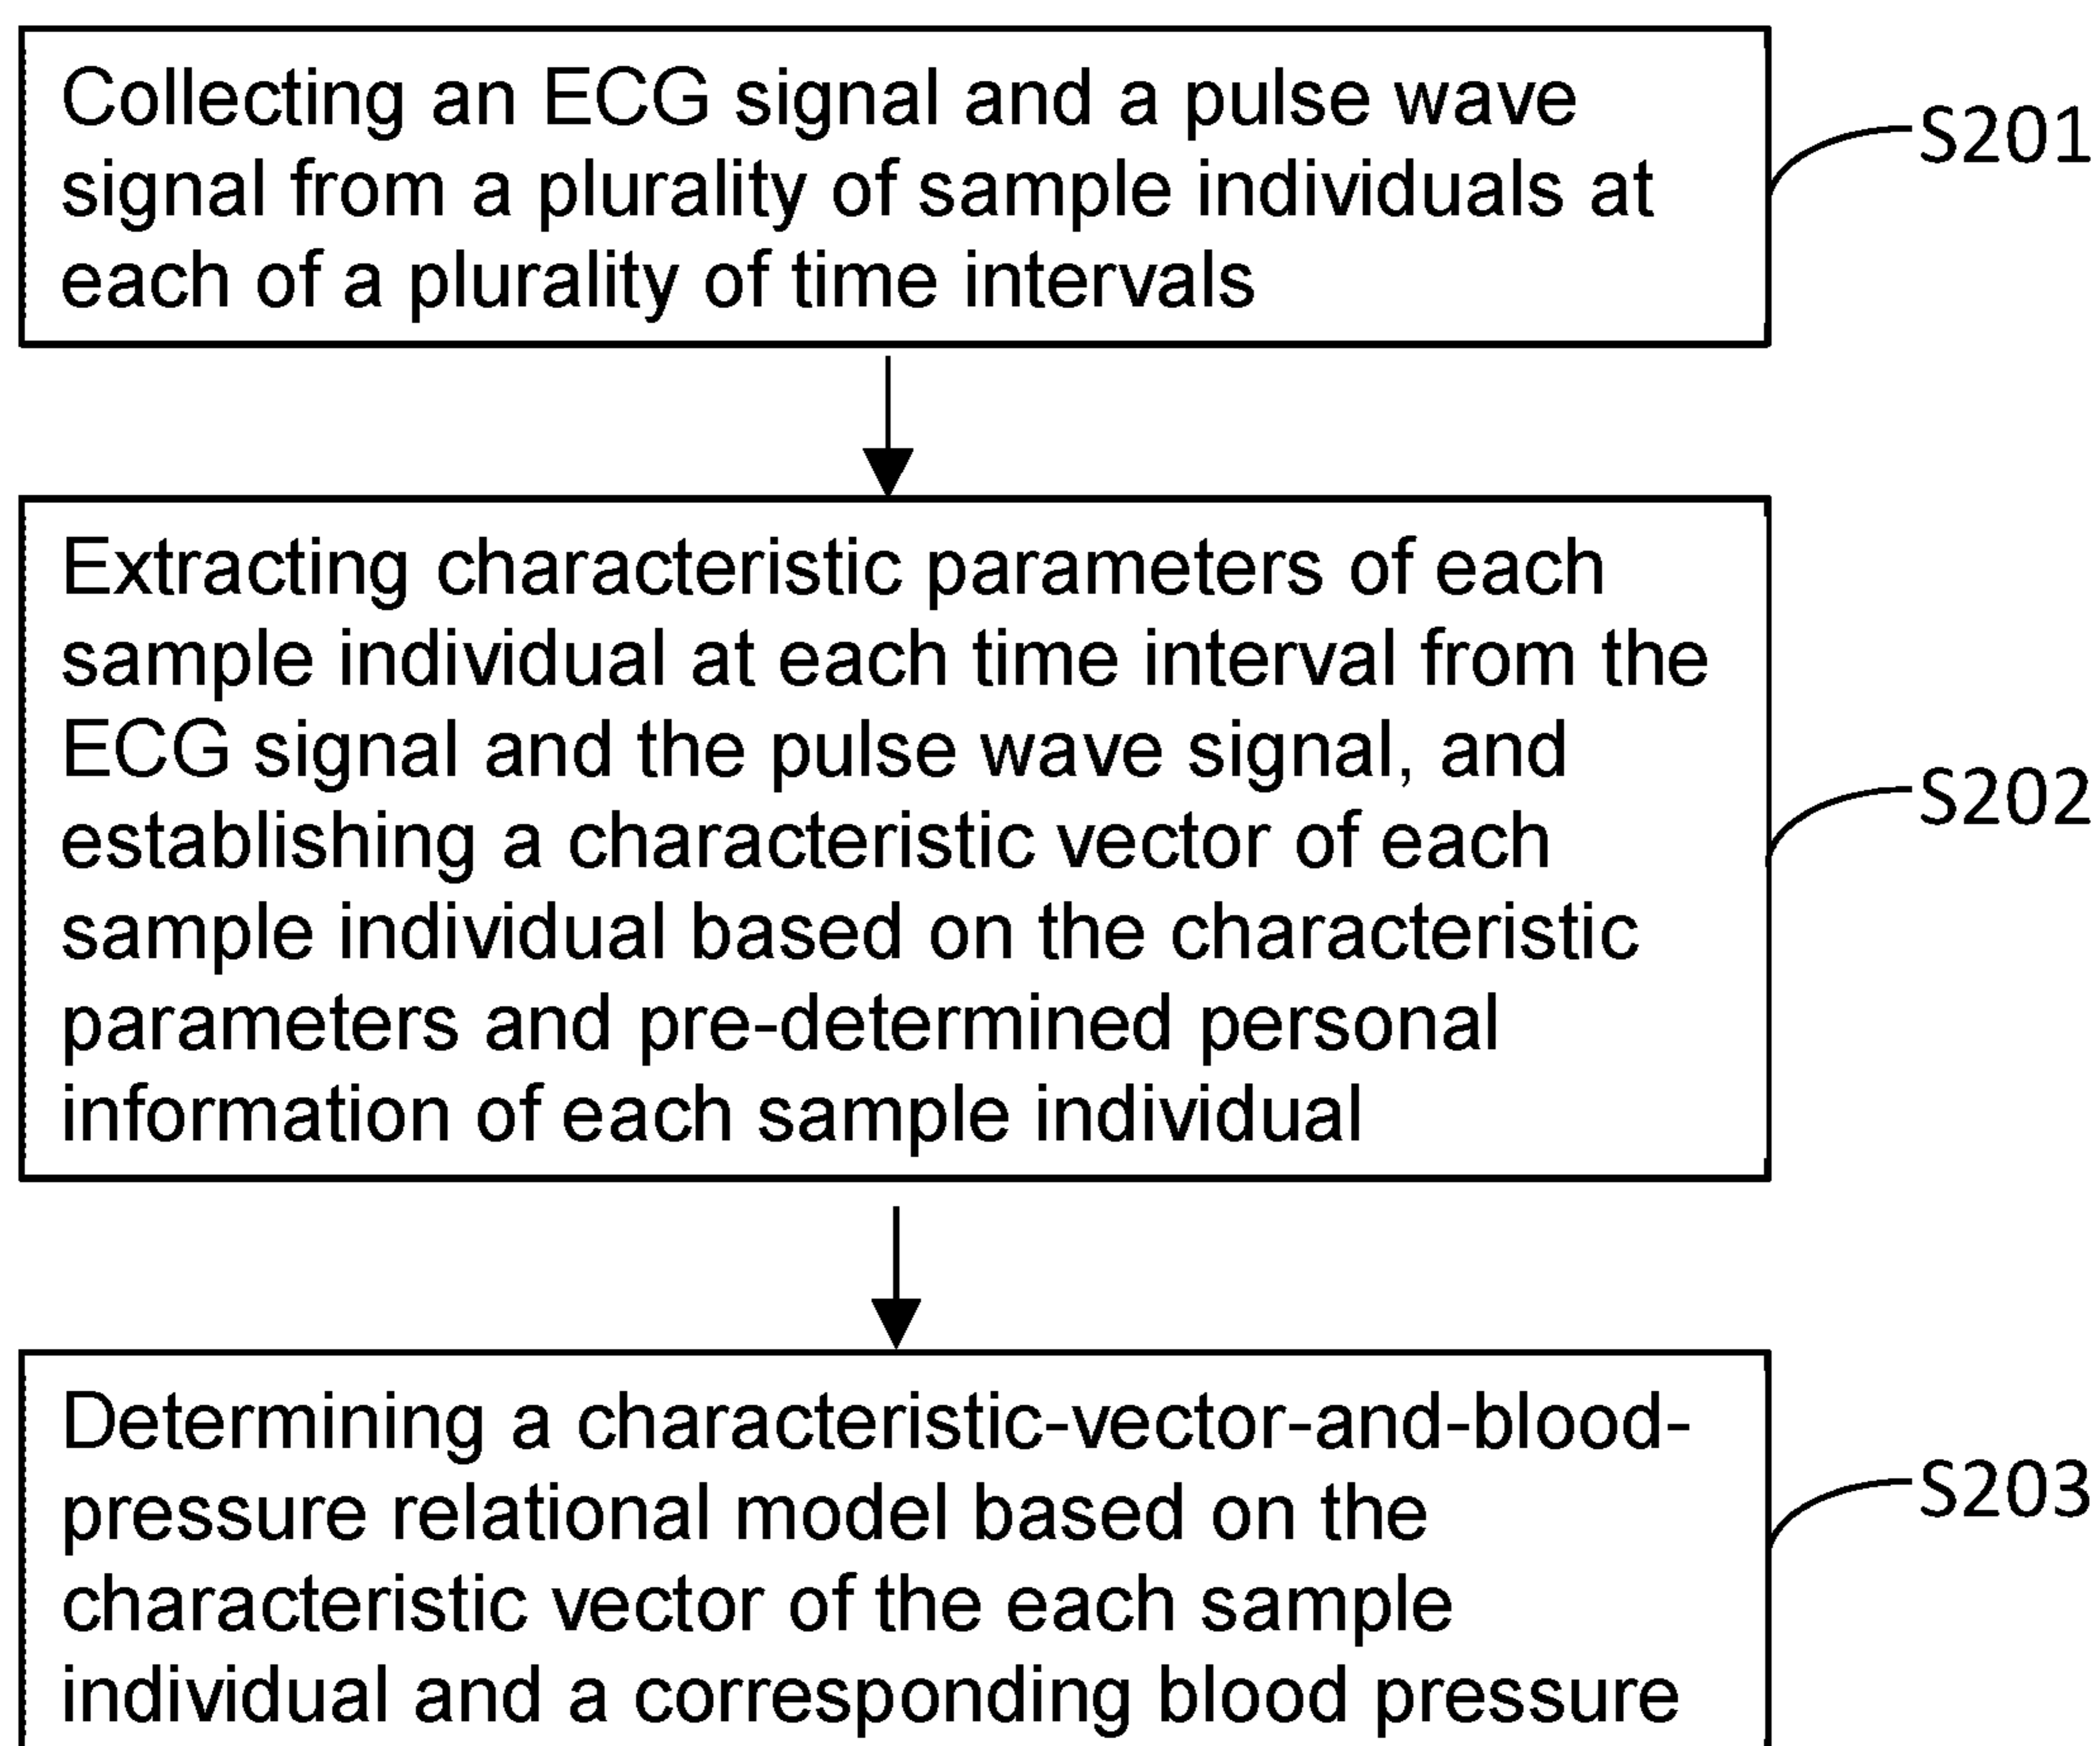 Collecting an ECG signal and a pulse wave
signal from a plurality of sample individuals at
each of a plurality of time intervals
S201
Extracting characteristic parameters of each
sample individual at each time interval from the
ECG signal and the pulse wave signal, and
establishing a characteristic vector of each
sample individual based on the characteristic
parameters and pre-determined personal
information of each sample individual
S202
Determining a characteristic-vector-and-blood-
pressure relational model based on the
characteristic vector of the each sample
individual and a corresponding blood pressure
S203